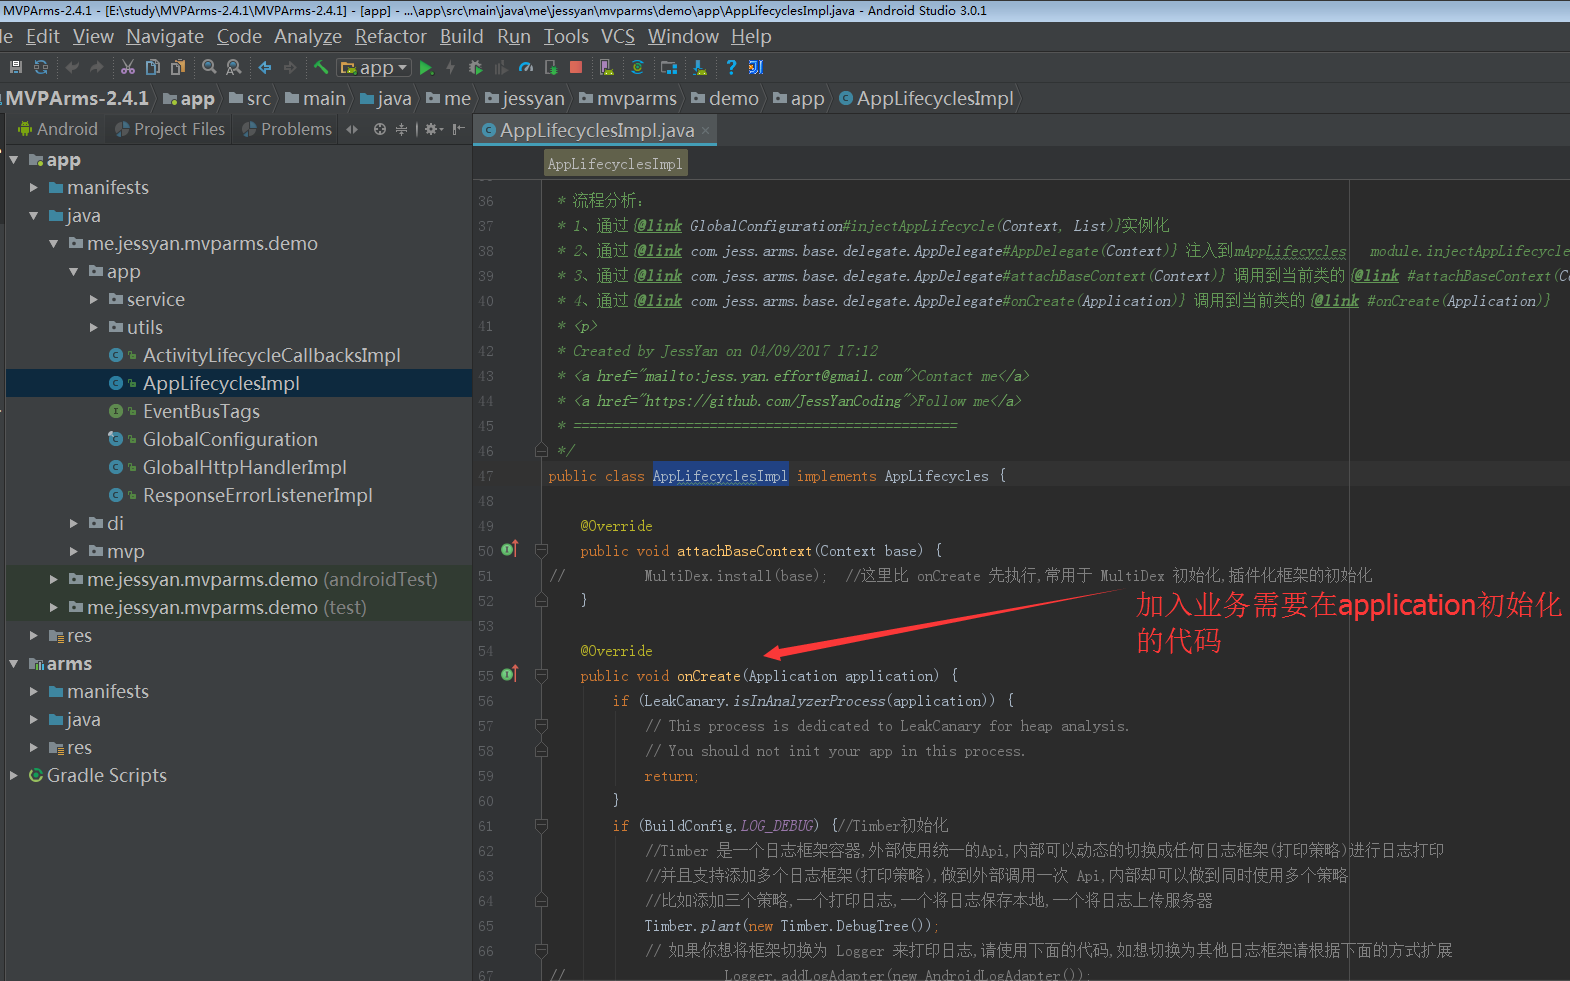 MVPArms-2.4.1 - [E:\study\MVPArms-2.4.1\MVPArms-2.4.1] - [app] - ...\app\src\main\java\me\jessyan\mvparms\demo\app\AppLifecyclesImpl.java - Android Studio 3.0.1
le Edit View Navigate Code Analyze Refactor Build Run Tools VCS Window Help
app
MVPArms-2.4.1 app src main java me jessyan mvparms demo app AppLifecyclesImpl
Android Project Files Problems
AppLifecyclesImpl.java
AppLifecyclesImpl
app
manifests
java
me.jessyan.mvparms.demo
app
service
utils
ActivityLifecycleCallbacksImpl
AppLifecyclesImpl
EventBusTags
GlobalConfiguration
GlobalHttpHandlerImpl
ResponseErrorListenerImpl
di
mvp
me.jessyan.mvparms.demo (androidTest)
me.jessyan.mvparms.demo (test)
res
arms
manifests
java
res
Gradle Scripts
36 * 流程分析:
37 * 1、通过{@link GlobalConfiguration#injectAppLifecycle(Context, List)}实例化
38 * 2、通过{@link com.jess.arms.base.delegate.AppDelegate#AppDelegate(Context)} 注入到mAppLifecycles module.injectAppLifecycle
39 * 3、通过{@link com.jess.arms.base.delegate.AppDelegate#attachBaseContext(Context)} 调用到当前类的{@link #attachBaseContext(C
40 * 4、通过{@link com.jess.arms.base.delegate.AppDelegate#onCreate(Application)} 调用到当前类的{@link #onCreate(Application)}
41 * <p>
42 * Created by JessYan on 04/09/2017 17:12
43 * <a href="mailto:jess.yan.effort@gmail.com">Contact me</a>
44 * <a href="https://github.com/JessYanCoding">Follow me</a>
45 * ================================================
46 */
47 public class AppLifecyclesImpl implements AppLifecycles {
48
49 @Override
50 public void attachBaseContext(Context base) {
51 // MultiDex.install(base); //这里比 onCreate 先执行,常用于 MultiDex 初始化,插件化框架的初始化
52 }
53
加入业务需要在application初始化
的代码
54 @Override
55 public void onCreate(Application application) {
56 if (LeakCanary.isInAnalyzerProcess(application)) {
57 // This process is dedicated to LeakCanary for heap analysis.
58 // You should not init your app in this process.
59 return;
60 }
61 if (BuildConfig.LOG_DEBUG) {//Timber初始化
62 //Timber 是一个日志框架容器,外部使用统一的Api,内部可以动态的切换成任何日志框架(打印策略)进行日志打印
63 //并且支持添加多个日志框架(打印策略),做到外部调用一次 Api,内部却可以做到同时使用多个策略
64 //比如添加三个策略,一个打印日志,一个将日志保存本地,一个将日志上传服务器
65 Timber.plant(new Timber.DebugTree());
66 // 如果你想将框架切换为 Logger 来打印日志,请使用下面的代码,如想切换为其他日志框架请根据下面的方式扩展
67 // Logger.addLogAdapter(new AndroidLogAdapter());